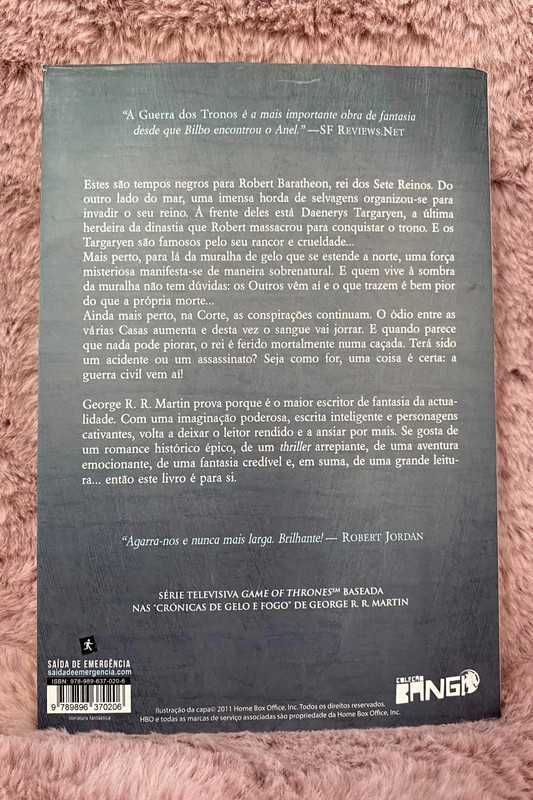 “A Guerra dos Tronos é a mais importante obra de fantasia
desde que Bilbo encontrou o Anel.” —SF Reviews.Net
Estes são tempos negros para Robert Baratheon, rei dos Sete Reinos. Do
outro lado do mar, uma imensa horda de selvagens organizou-se para
invadir o seu reino. À frente deles está Daenerys Targaryen, a última
herdeira da dinastia que Robert massacrou para conquistar o trono. E os
Targaryen são famosos pelo seu rancor e crueldade...
Mais perto, para lá da muralha de gelo que se estende a norte, uma força
misteriosa manifesta-se de maneira sobrenatural. E quem vive à sombra
da muralha não tem dúvidas: os Outros vêm aí e o que trazem é bem pior
do que a própria morte...
Ainda mais perto, na Corte, as conspirações continuam. O ódio entre as
várias Casas aumenta e desta vez o sangue vai jorrar. E quando parece
que nada pode piorar, o rei é ferido mortalmente numa caçada. Terá sido
um acidente ou um assassinato? Seja como for, uma coisa é certa: a
guerra civil vem aí!
George R. R. Martin prova porque é o maior escritor de fantasia da actua-
lidade. Com uma imaginação poderosa, escrita inteligente e personagens
cativantes, volta a deixar o leitor rendido e a ansiar por mais. Se gosta de
um romance histórico épico, de um thriller arrepiante, de uma aventura
emocionante, de uma fantasia credível e, em suma, de uma grande leitu-
ra... então este livro é para si.
“Agarra-nos e nunca mais larga. Brilhante!— Robert Jordan
SÉRIE TELEVISIVA GAME OF THRONES℠ BASEADA
NAS “CRÓNICAS DE GELO E FOGO” DE GEORGE R. R. MARTIN
SAÍDA DE EMERGÊNCIA
saidadeemergencia.com
ISBN 978-989-637-020-6
9 789896 370206
literatura fantástica
COLEÇÃO
BANG!
Ilustração da capa© 2011 Home Box Office, Inc. Todos os direitos reservados.
HBO e todas as marcas de serviço associadas são propriedade da Home Box Office, Inc.